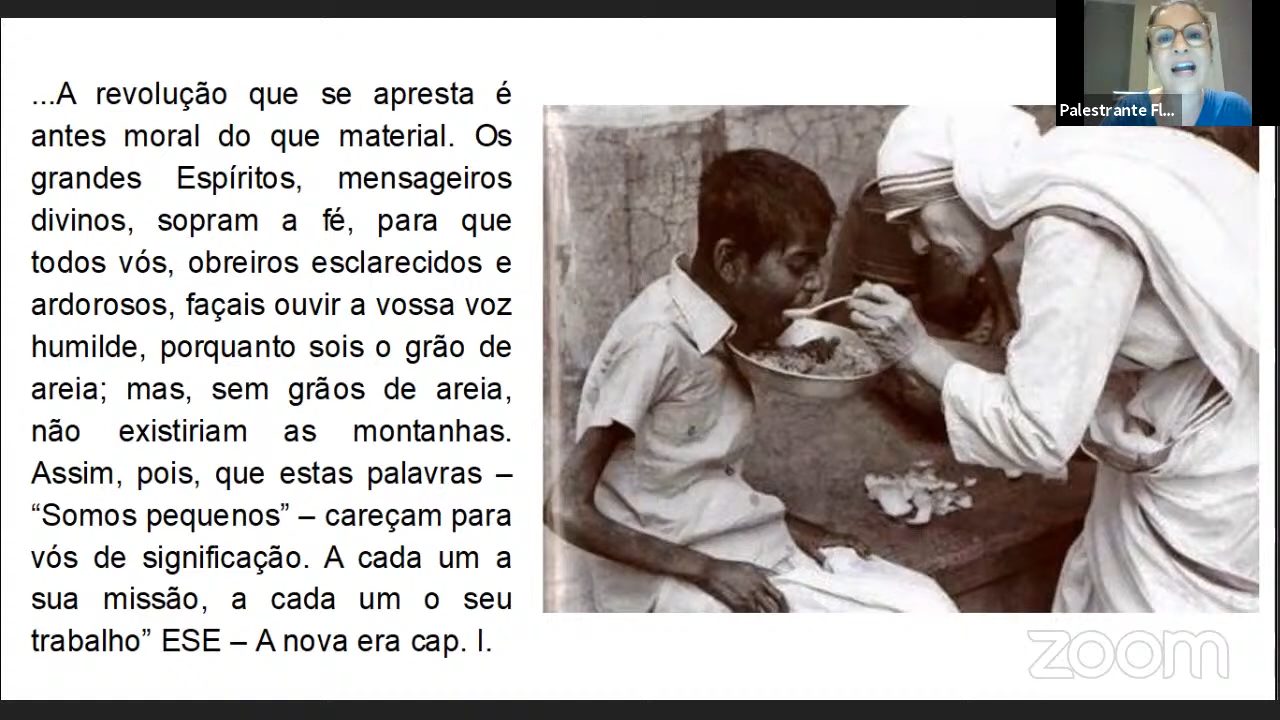 ...A revolução que se apresta é
antes moral do que material. Os
grandes Espíritos, mensageiros
divinos, sopram a fé, para que
todos vós, obreiros esclarecidos e
ardorosos, façais ouvir a vossa voz
humilde, porquanto sois o grão de
areia; mas, sem grãos de areia,
não existiriam as montanhas.
Assim, pois, que estas palavras –
“Somos pequenos” – careçam para
vós de significação. A cada um a
sua missão, a cada um o seu
trabalho” ESE – A nova era cap. I.
Palestrante Fl...
zoom